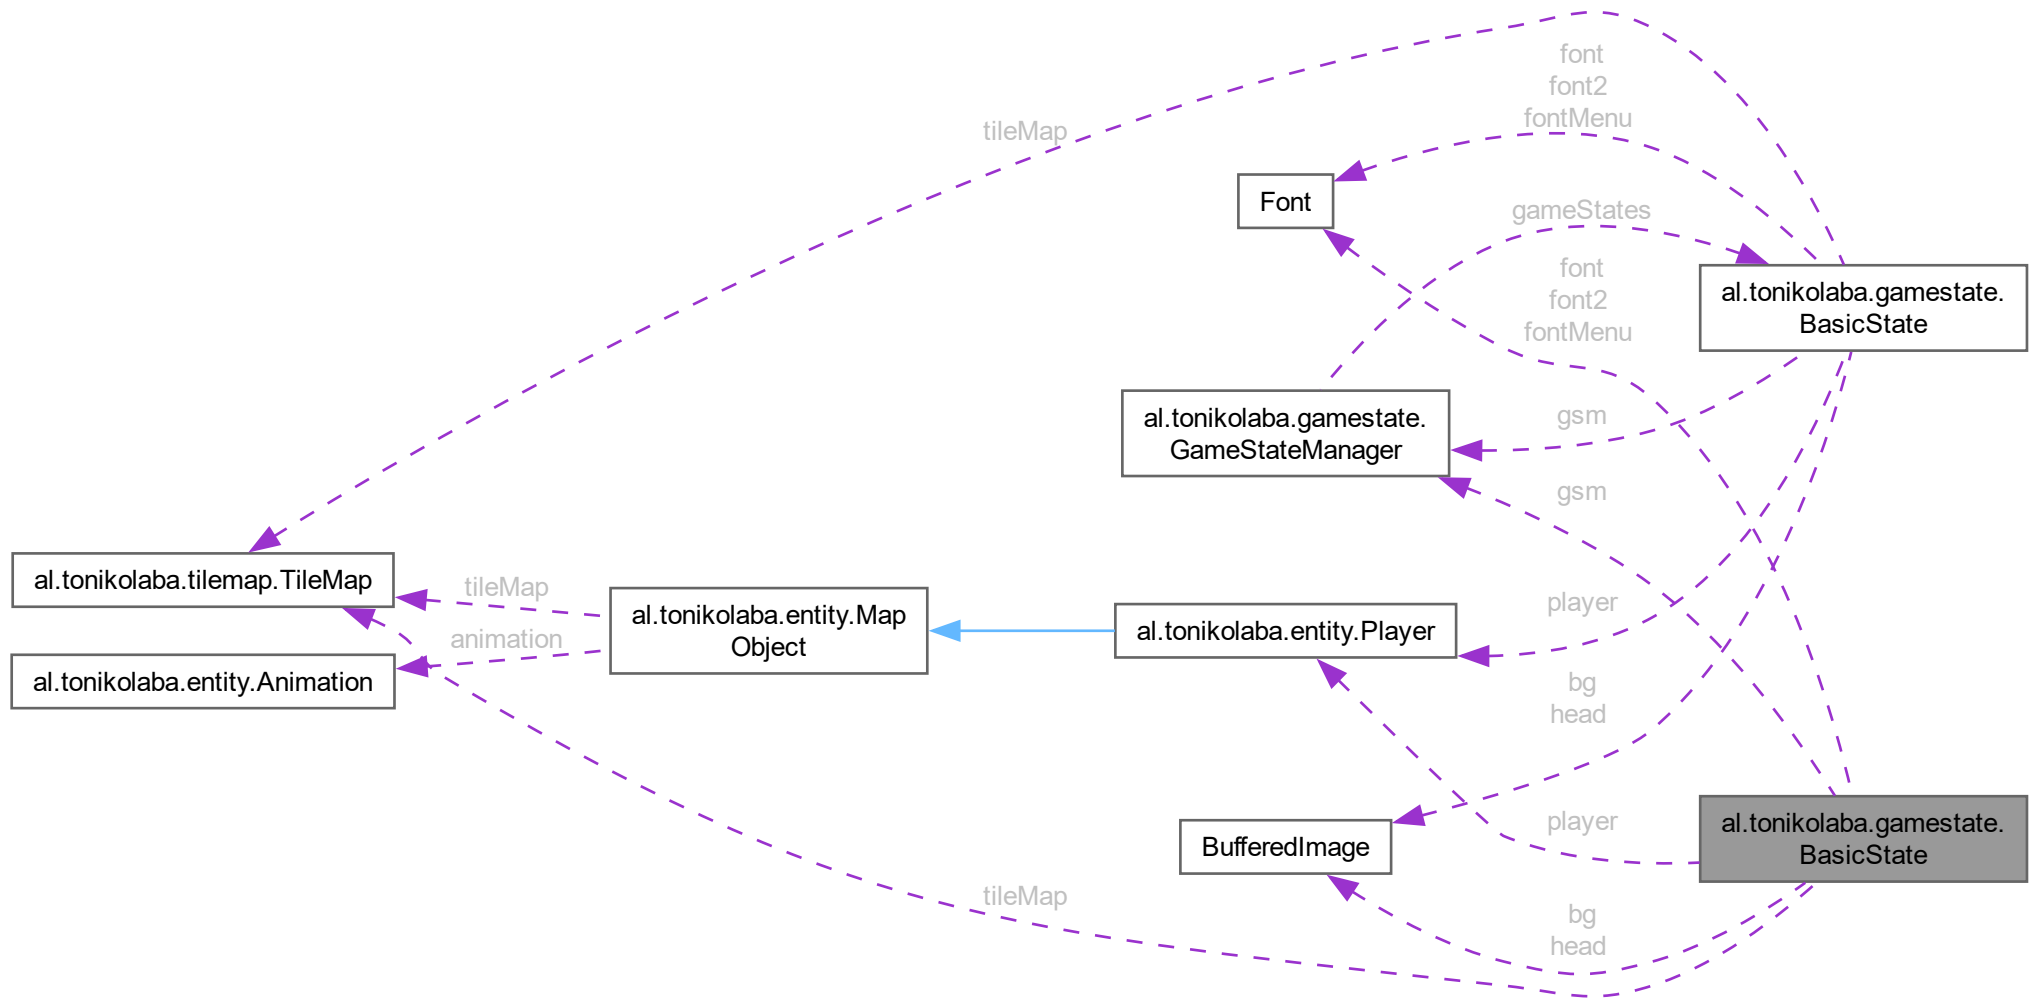 font
font2
fontMenu
tileMap
Font
gameStates
font
font2
fontMenu
al.tonikolaba.gamestate.
BasicState
al.tonikolaba.gamestate.
GameStateManager
gsm
gsm
al.tonikolaba.tilemap.TileMap
tileMap
al.tonikolaba.entity.Map
Object
al.tonikolaba.entity.Player
player
animation
al.tonikolaba.entity.Animation
bg
head
BufferedImage
player
al.tonikolaba.gamestate.
BasicState
tileMap
bg
head